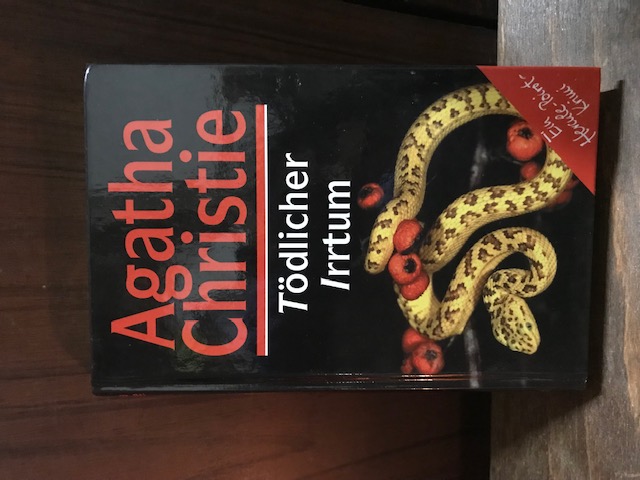 Agatha
Christie
Tödlicher
Irrtum
Ein
Hercule-Poirot-
Krimi